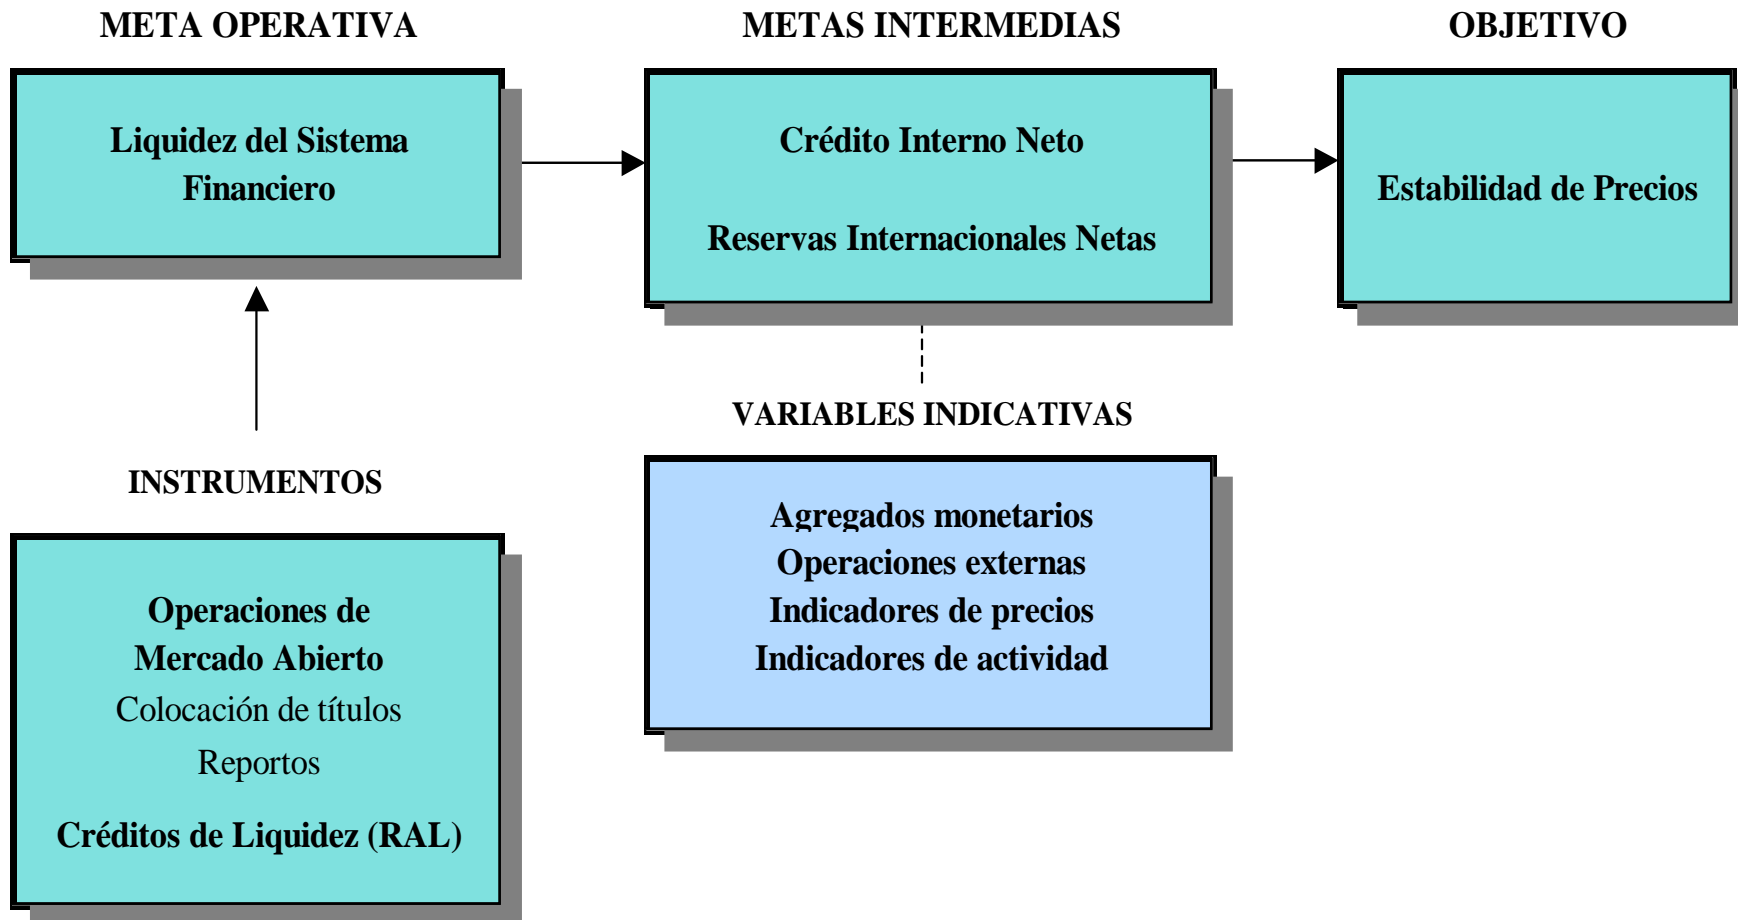 META OPERATIVA
Liquidez del Sistema
Financiero
METAS INTERMEDIAS
Crédito Interno Neto
Reservas Internacionales Netas
OBJETIVO
Estabilidad de Precios
VARIABLES INDICATIVAS
Agregados monetarios
Operaciones externas
Indicadores de precios
Indicadores de actividad
INSTRUMENTOS
Operaciones de
Mercado Abierto
Colocación de títulos
Reportos
Créditos de Liquidez (RAL)